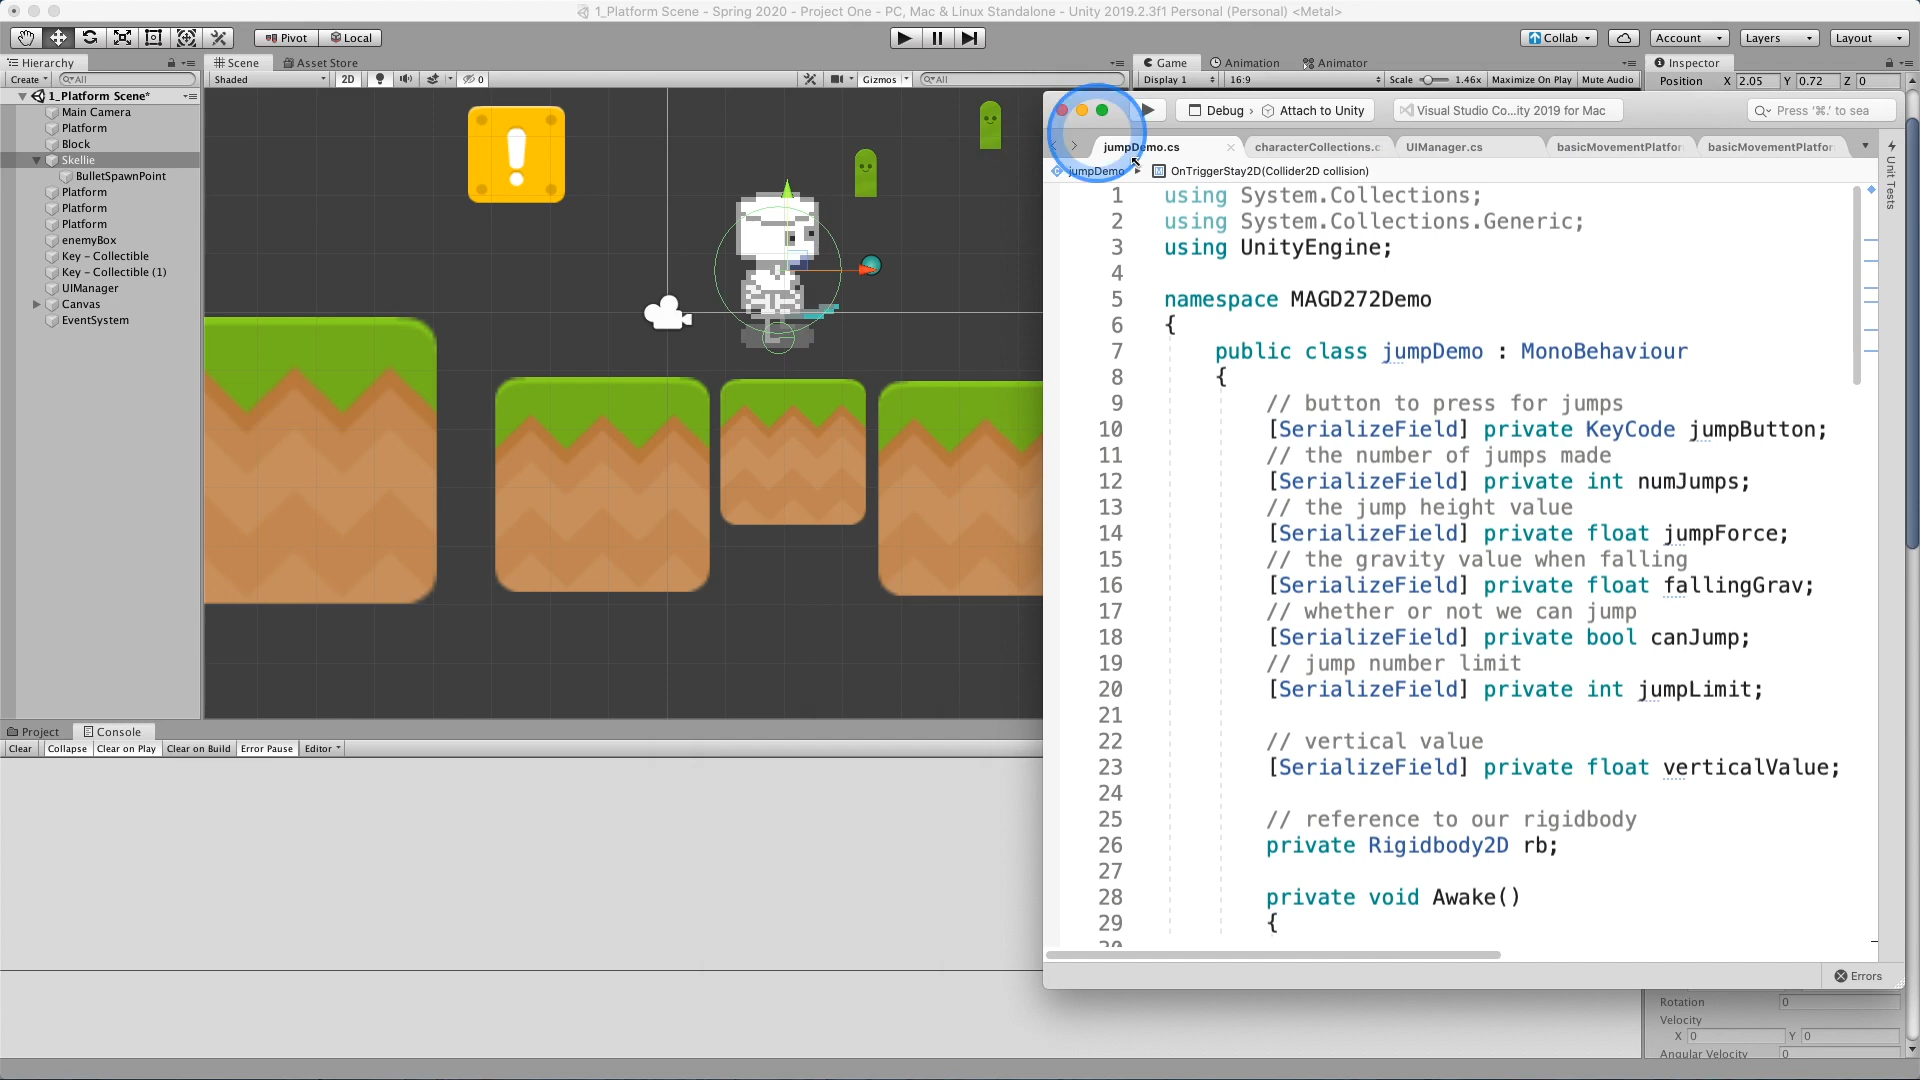 1_Platform Scene - Spring 2020 - Project One - PC, Mac & Linux Standalone - Unity 2019.2.3f1 Personal (Personal) <Metal>
Pivot Local
Collab Account Layers Layout
Hierarchy
Create All
1_Platform Scene*
Main Camera
Platform
Block
Skellie
BulletSpawnPoint
Platform
Platform
Platform
enemyBox
Key - Collectible
Key - Collectible (1)
UIManager
Canvas
EventSystem
Scene Asset Store
Shaded 2D 0 Gizmos All
Game Animation Animator
Display 1 16:9 Scale 1.46x Maximize On Play Mute Audio
Inspector
Position X 2.05 Y 0.72 Z 0
Debug › Attach to Unity
Visual Studio Co...ity 2019 for Mac
Press '⌘.' to sea
jumpDemo.cs
characterCollections.c
UIManager.cs
basicMovementPlatfor
basicMovementPlatfor
Unit Tests
jumpDemo OnTriggerStay2D(Collider2D collision)
1 using System.Collections;
2 using System.Collections.Generic;
3 using UnityEngine;
4
5 namespace MAGD272Demo
6 {
7 public class jumpDemo : MonoBehaviour
8 {
9 // button to press for jumps
10 [SerializeField] private KeyCode jumpButton;
11 // the number of jumps made
12 [SerializeField] private int numJumps;
13 // the jump height value
14 [SerializeField] private float jumpForce;
15 // the gravity value when falling
16 [SerializeField] private float fallingGrav;
17 // whether or not we can jump
18 [SerializeField] private bool canJump;
19 // jump number limit
20 [SerializeField] private int jumpLimit;
21
22 // vertical value
23 [SerializeField] private float verticalValue;
24
25 // reference to our rigidbody
26 private Rigidbody2D rb;
27
28 private void Awake()
29 {
Errors
Project Console
Clear Collapse Clear on Play Clear on Build Error Pause Editor
Rotation 0
Velocity
X 0 Y 0
Angular Velocity 0